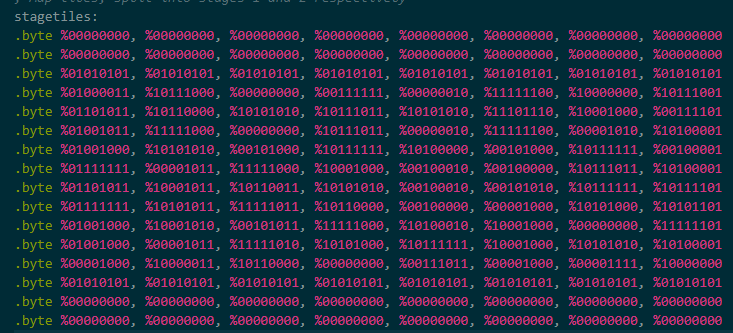 ; Map tiles, split into stages 1 and 2 respectively
stagetiles:
.byte %00000000, %00000000, %00000000, %00000000, %00000000, %00000000, %00000000, %00000000
.byte %00000000, %00000000, %00000000, %00000000, %00000000, %00000000, %00000000, %00000000
.byte %01010101, %01010101, %01010101, %01010101, %01010101, %01010101, %01010101, %01010101
.byte %01000011, %10111000, %00000000, %00111111, %00000010, %11111100, %10000000, %10111001
.byte %01101011, %10110000, %10101010, %10111011, %10101010, %11101110, %10001000, %00111101
.byte %01001011, %11111000, %00000000, %10111011, %00000010, %11111100, %00001010, %10100001
.byte %01001000, %10101010, %00101000, %10111111, %10100000, %00101000, %10111111, %00100001
.byte %01111111, %00001011, %11111000, %10001000, %00100010, %00100000, %10111011, %10100001
.byte %01101011, %10001011, %10110011, %10101010, %00100010, %00101010, %10111111, %10111101
.byte %01111111, %10101011, %11111011, %10110000, %00100000, %00001000, %10101010, %10101101
.byte %01001000, %10001010, %00101011, %11111000, %10100010, %10001000, %00000000, %11111101
.byte %01001000, %00001011, %11111010, %10101000, %10111111, %10001000, %10101010, %10100001
.byte %00001000, %10000011, %10110000, %00000000, %00111011, %00001000, %00001111, %10000000
.byte %01010101, %01010101, %01010101, %01010101, %01010101, %01010101, %01010101, %01010101
.byte %00000000, %00000000, %00000000, %00000000, %00000000, %00000000, %00000000, %00000000
.byte %00000000, %00000000, %00000000, %00000000, %00000000, %00000000, %00000000, %00000000